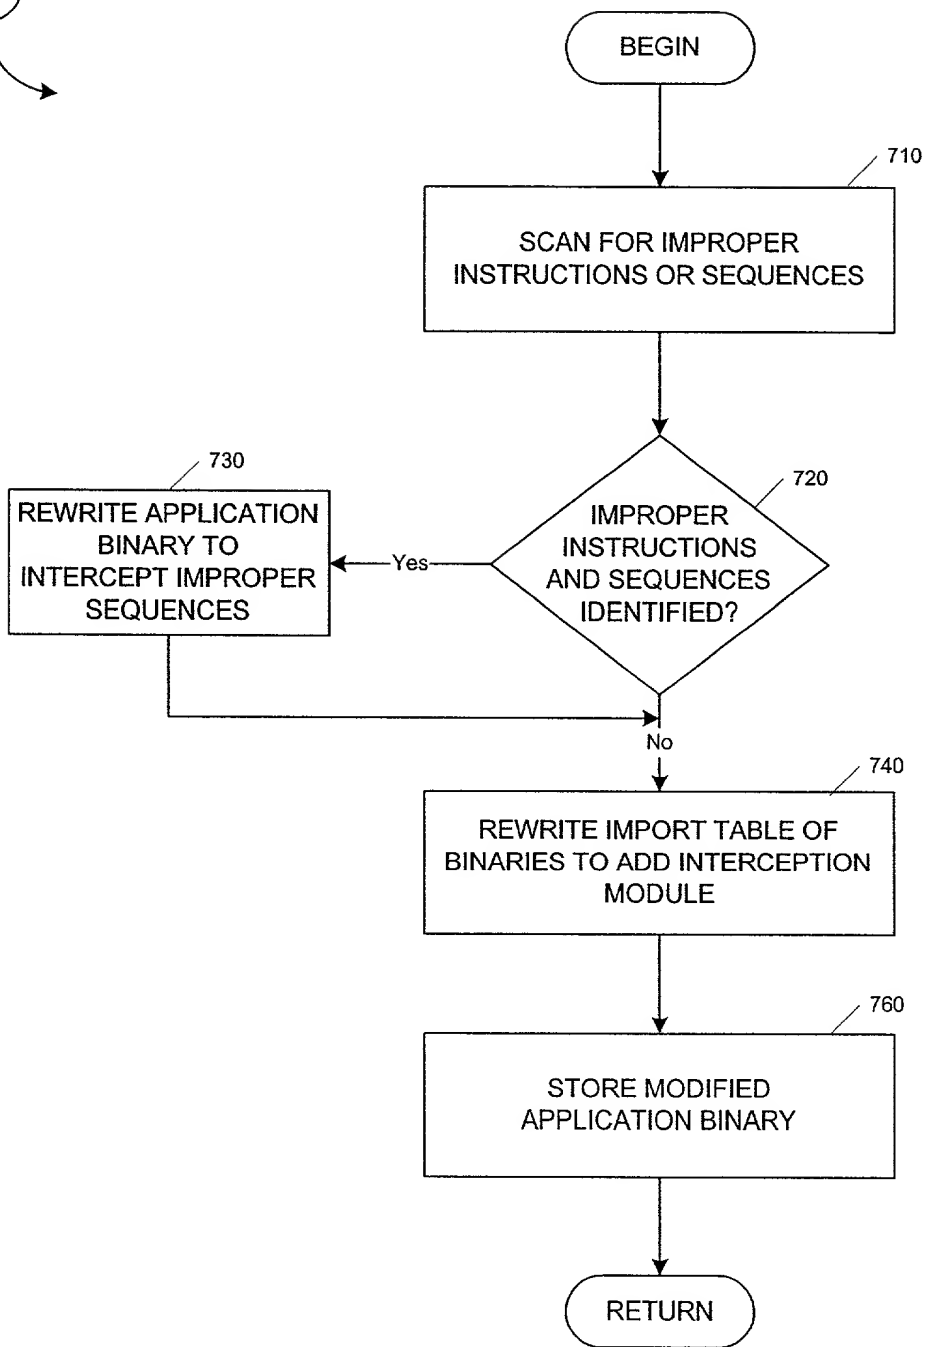 BEGIN
710
SCAN FOR IMPROPER
INSTRUCTIONS OR SEQUENCES
720
IMPROPER
INSTRUCTIONS
AND SEQUENCES
IDENTIFIED?
Yes
730
REWRITE APPLICATION
BINARY TO
INTERCEPT IMPROPER
SEQUENCES
No
740
REWRITE IMPORT TABLE OF
BINARIES TO ADD INTERCEPTION
MODULE
760
STORE MODIFIED
APPLICATION BINARY
RETURN